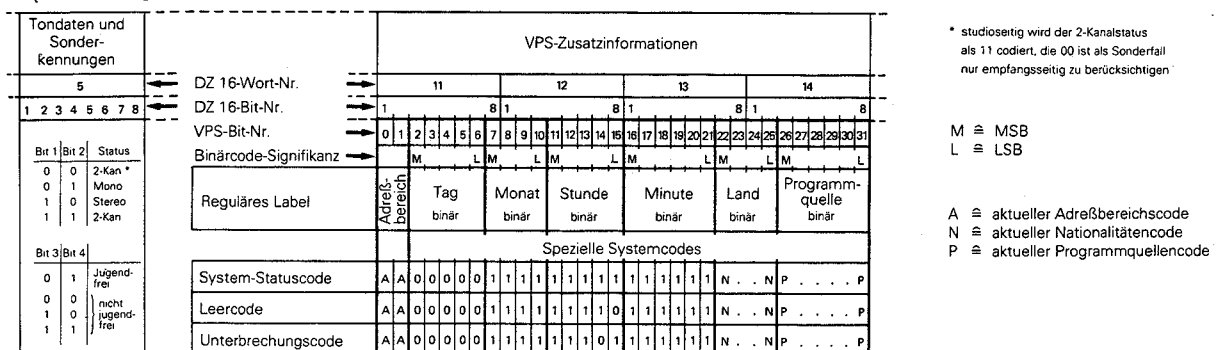 Tondaten und
Sonder-
kennungen
VPS-Zusatzinformationen
5 DZ 16-Wort-Nr. 11 12 13 14
1 2 3 4 5 6 7 8 DZ 16-Bit-Nr. 1 8 1 8 1 8 1 8
VPS-Bit-Nr. 0 1 2 3 4 5 6 7 8 9 10 11 12 13 14 15 16 17 18 19 20 21 22 23 24 25 26 27 28 29 30 31
Binärcode-Signifikanz M L M L M L M L M L M L
Bit 1 Bit 2 Status
0 0 2-Kan *
0 1 Mono
1 0 Stereo
1 1 2-Kan
Reguläres Label
Adreß-
bereich
Tag
binär
Monat
binär
Stunde
binär
Minute
binär
Land
binär
Programm-
quelle
binär
Spezielle Systemcodes
Bit 3 Bit 4
0 1 Jugend-
frei
0 0
1 0
1 1
nicht
jugend-
frei
System-Statuscode A A 0 0 0 0 0 1 1 1 1 1 1 1 1 1 1 1 1 1 1 1 N . . N P . . . . P
Leercode A A 0 0 0 0 0 1 1 1 1 1 1 1 1 0 1 1 1 1 1 1 N . . N P . . . . P
Unterbrechungscode A A 0 0 0 0 0 1 1 1 1 1 1 1 0 1 1 1 1 1 1 1 N . . N P . . . . P
* studioseitig wird der 2-Kanalstatus
als 11 codiert, die 00 ist als Sonderfall
nur empfangsseitig zu berücksichtigen
M ≙ MSB
L ≙ LSB
A ≙ aktueller Adreßbereichscode
N ≙ aktueller Nationalitätencode
P ≙ aktueller Programmquellencode